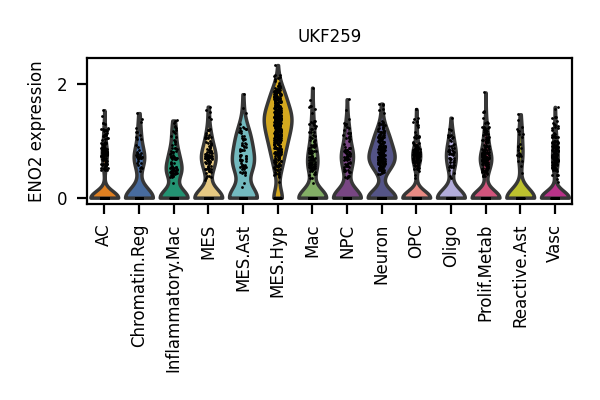 UKF259
ENO2 expression
2
0
AC
Chromatin.Reg
Inflammatory.Mac
MES
MES.Ast
MES.Hyp
Mac
NPC
Neuron
OPC
Oligo
Prolif.Metab
Reactive.Ast
Vasc